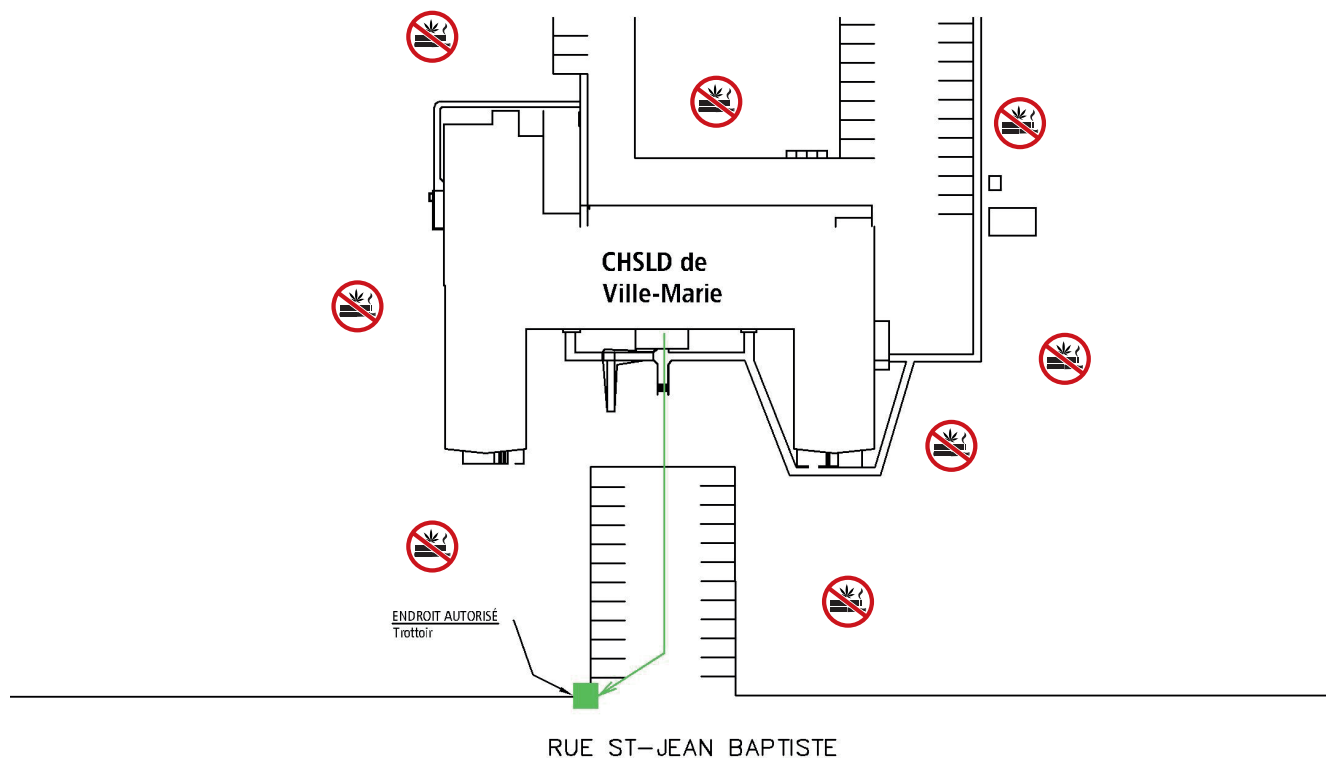 CHSLD de
Ville-Marie
ENDROIT AUTORISÉ
Trottoir
RUE ST-JEAN BAPTISTE